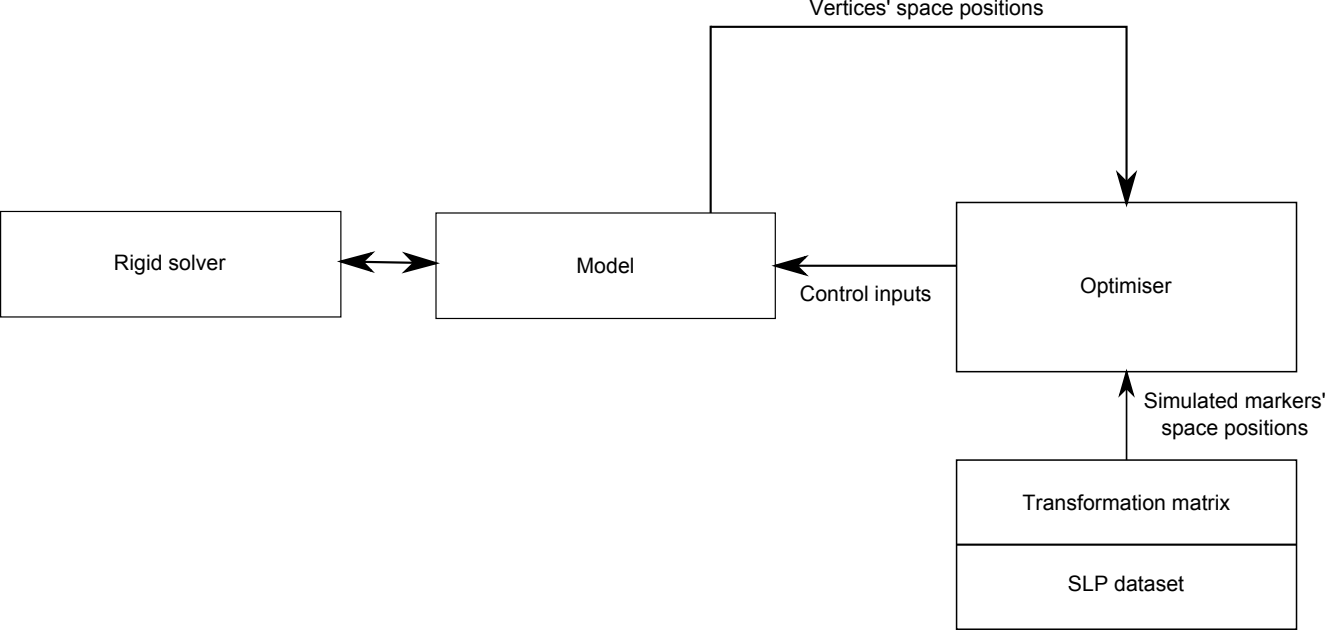 Vertices' space positions
Rigid solver
Model
Control inputs
Optimiser
Simulated markers'
space positions
Transformation matrix
SLP dataset